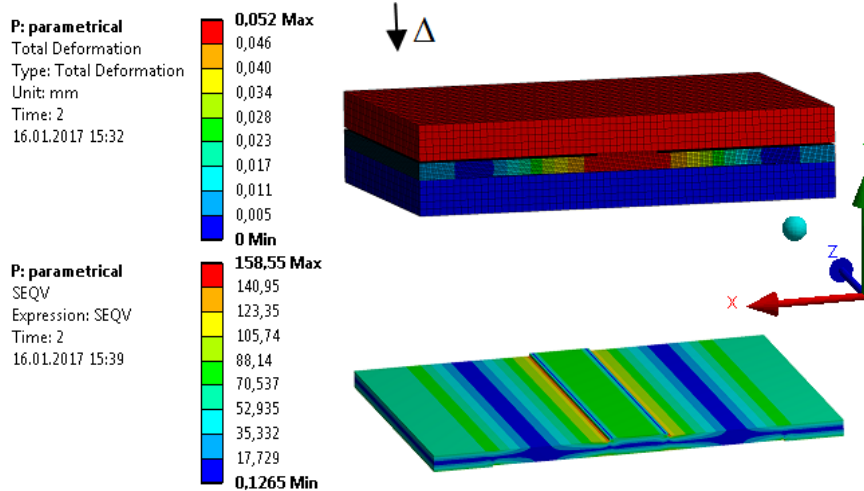 P: parametrical
Total Deformation
Type: Total Deformation
Unit: mm
Time: 2
16.01.2017 15:32
0,052 Max
0,046
0,040
0,034
0,028
0,023
0,017
0,011
0,005
0 Min
Δ
P: parametrical
SEQV
Expression: SEQV
Time: 2
16.01.2017 15:39
158,55 Max
140,95
123,35
105,74
88,14
70,537
52,935
35,332
17,729
0,1265 Min
Z
X